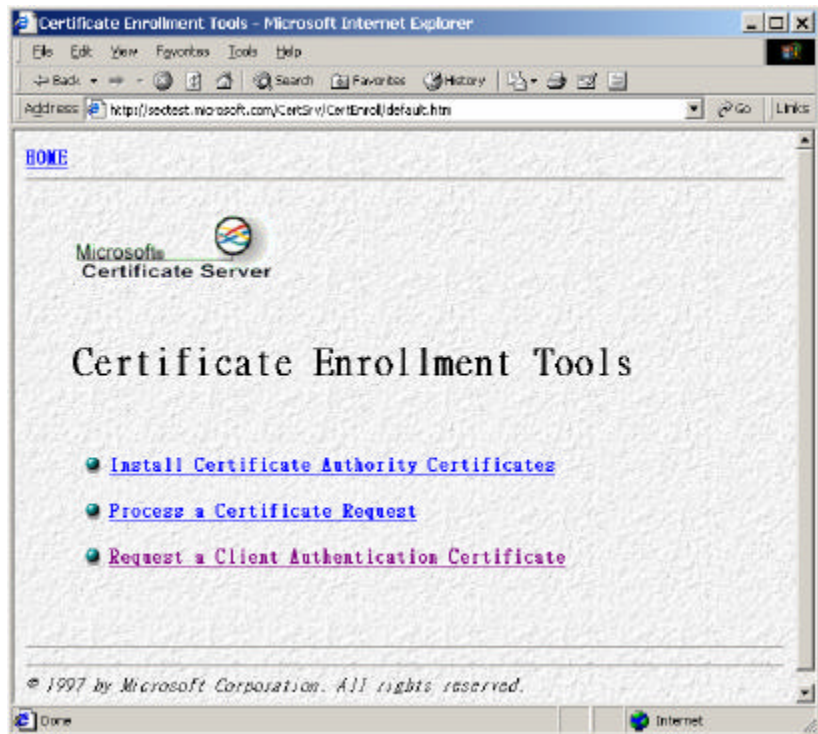 Certificate Enrollment Tools - Microsoft Internet Explorer
File Edit View Favorites Tools Help
Back Search Favorites History
Address http://sectest.microsoft.com/CertSrv/CertEnroll/default.htm Go Links
HOME
Microsoft
Certificate Server
Certificate Enrollment Tools
Install Certificate Authority Certificates
Process a Certificate Request
Request a Client Authentication Certificate
© 1997 by Microsoft Corporation. All rights reserved.
Done Internet